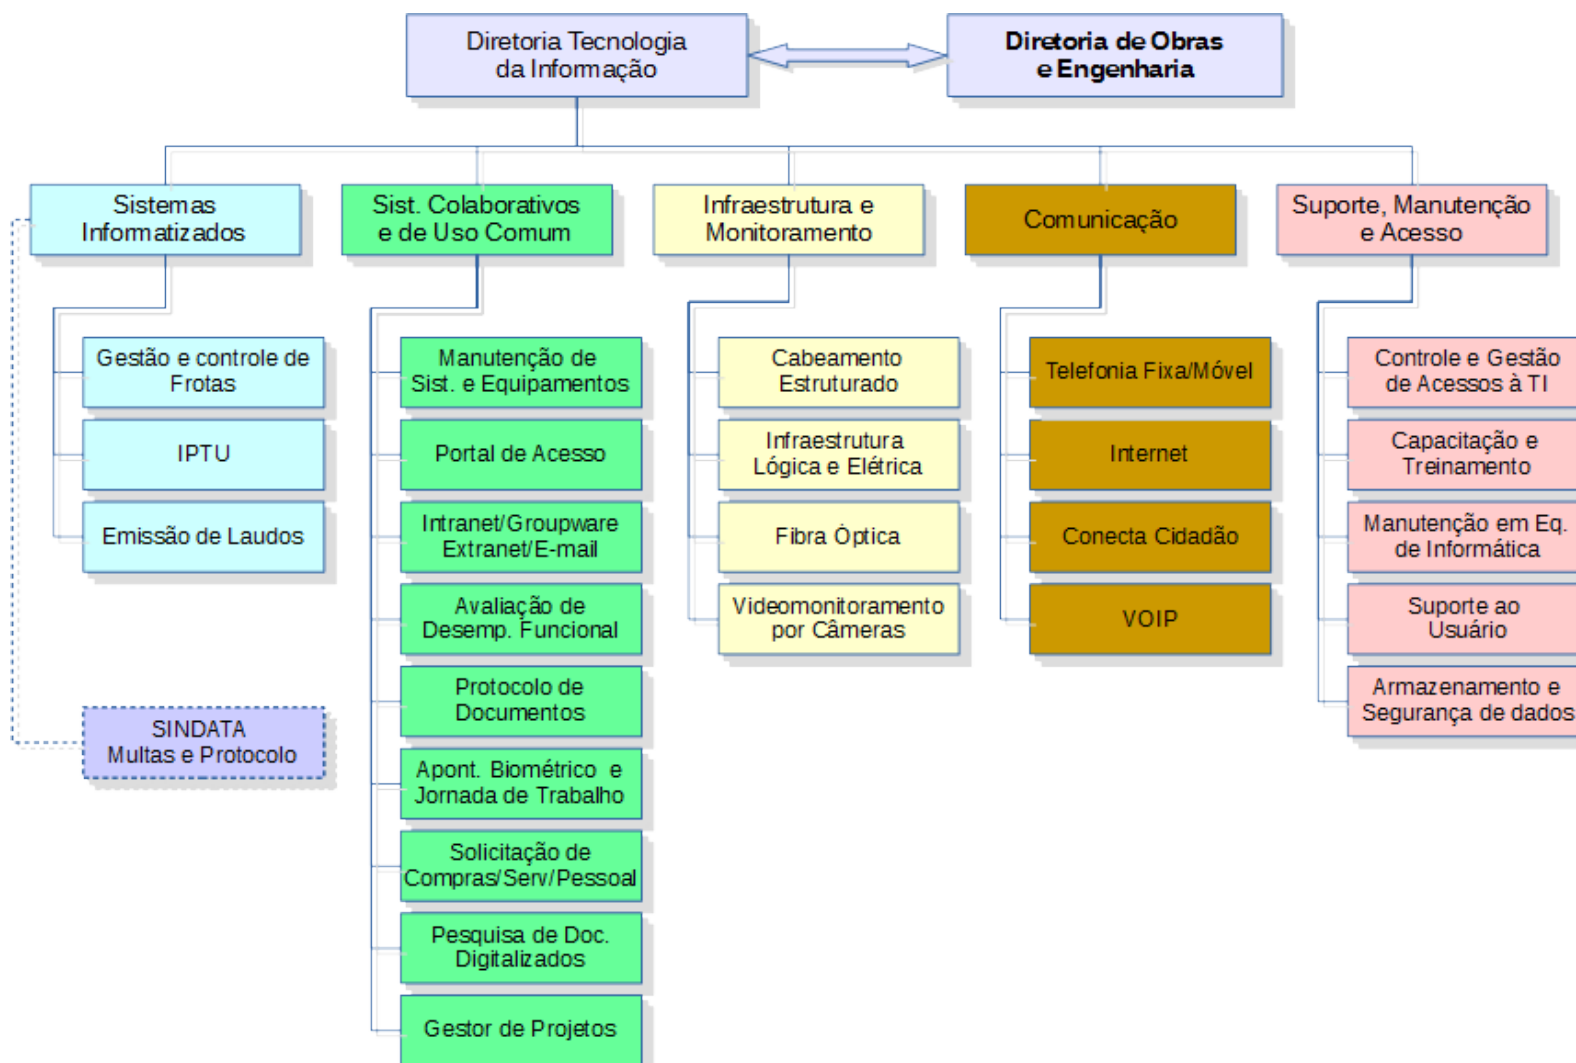 Diretoria Tecnologia
da Informação
Diretoria de Obras
e Engenharia
Sistemas
Informatizados
Sist. Colaborativos
e de Uso Comum
Infraestrutura e
Monitoramento
Comunicação
Suporte, Manutenção
e Acesso
Gestão e controle de
Frotas
IPTU
Emissão de Laudos
SINDATA
Multas e Protocolo
Manutenção de
Sist. e Equipamentos
Portal de Acesso
Intranet/Groupware
Extranet/E-mail
Avaliação de
Desemp. Funcional
Protocolo de
Documentos
Apont. Biométrico e
Jornada de Trabalho
Solicitação de
Compras/Serv/Pessoal
Pesquisa de Doc.
Digitalizados
Gestor de Projetos
Cabeamento
Estruturado
Infraestrutura
Lógica e Elétrica
Fibra Óptica
Videomonitoramento
por Câmeras
Telefonia Fixa/Móvel
Internet
Conecta Cidadão
VOIP
Controle e Gestão
de Acessos à TI
Capacitação e
Treinamento
Manutenção em Eq.
de Informática
Suporte ao
Usuário
Armazenamento e
Segurança de dados